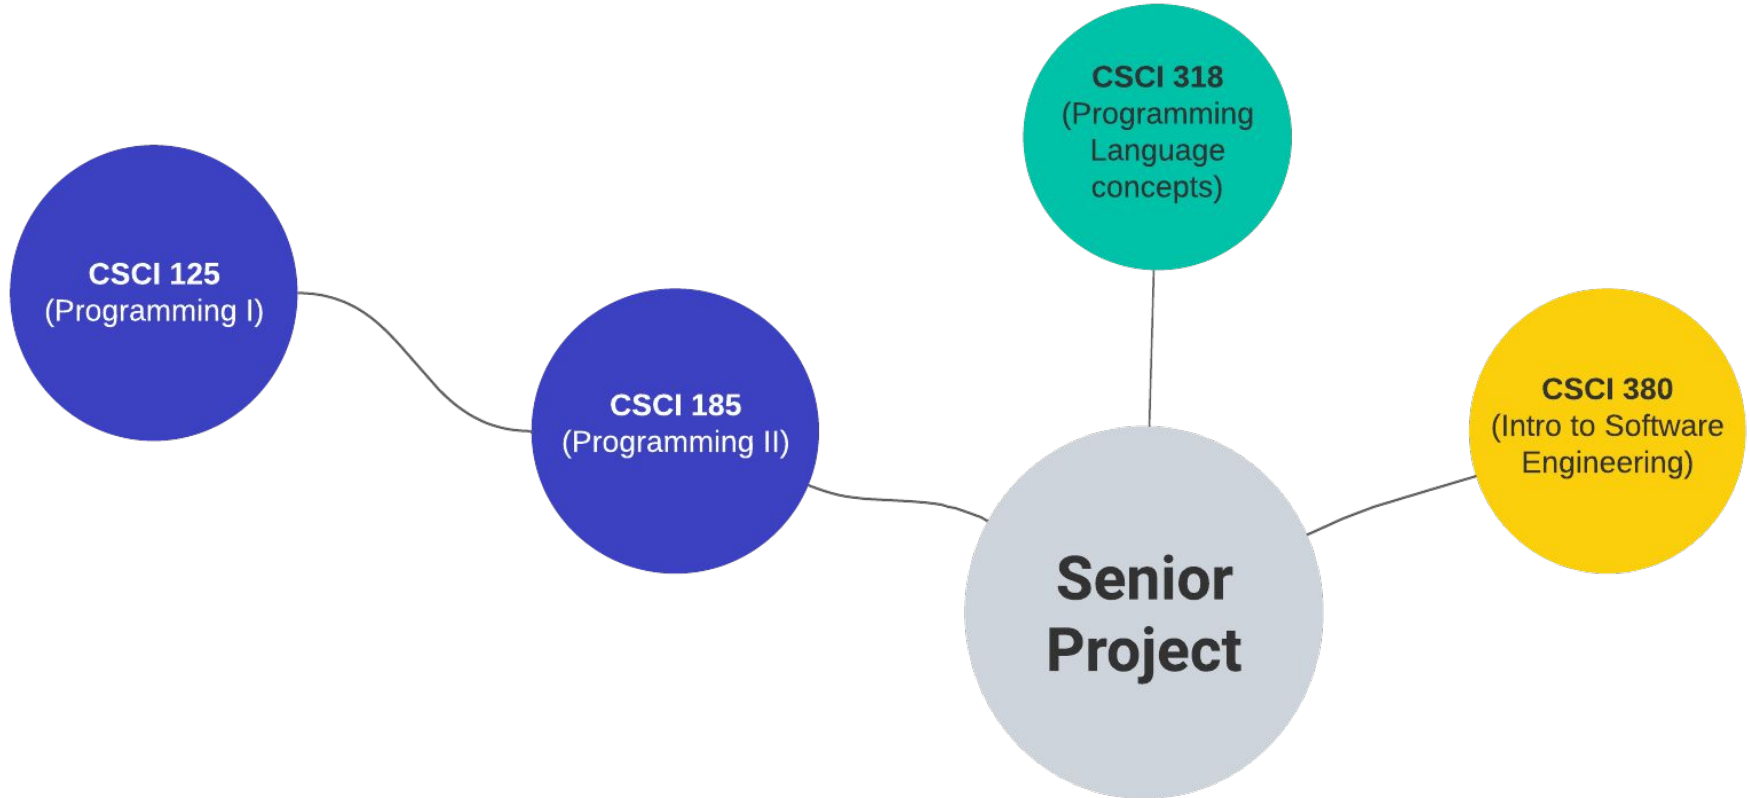 CSCI 318
(Programming
Language
concepts)
CSCI 125
(Programming I)
CSCI 185
(Programming II)
CSCI 380
(Intro to Software
Engineering)
Senior
Project